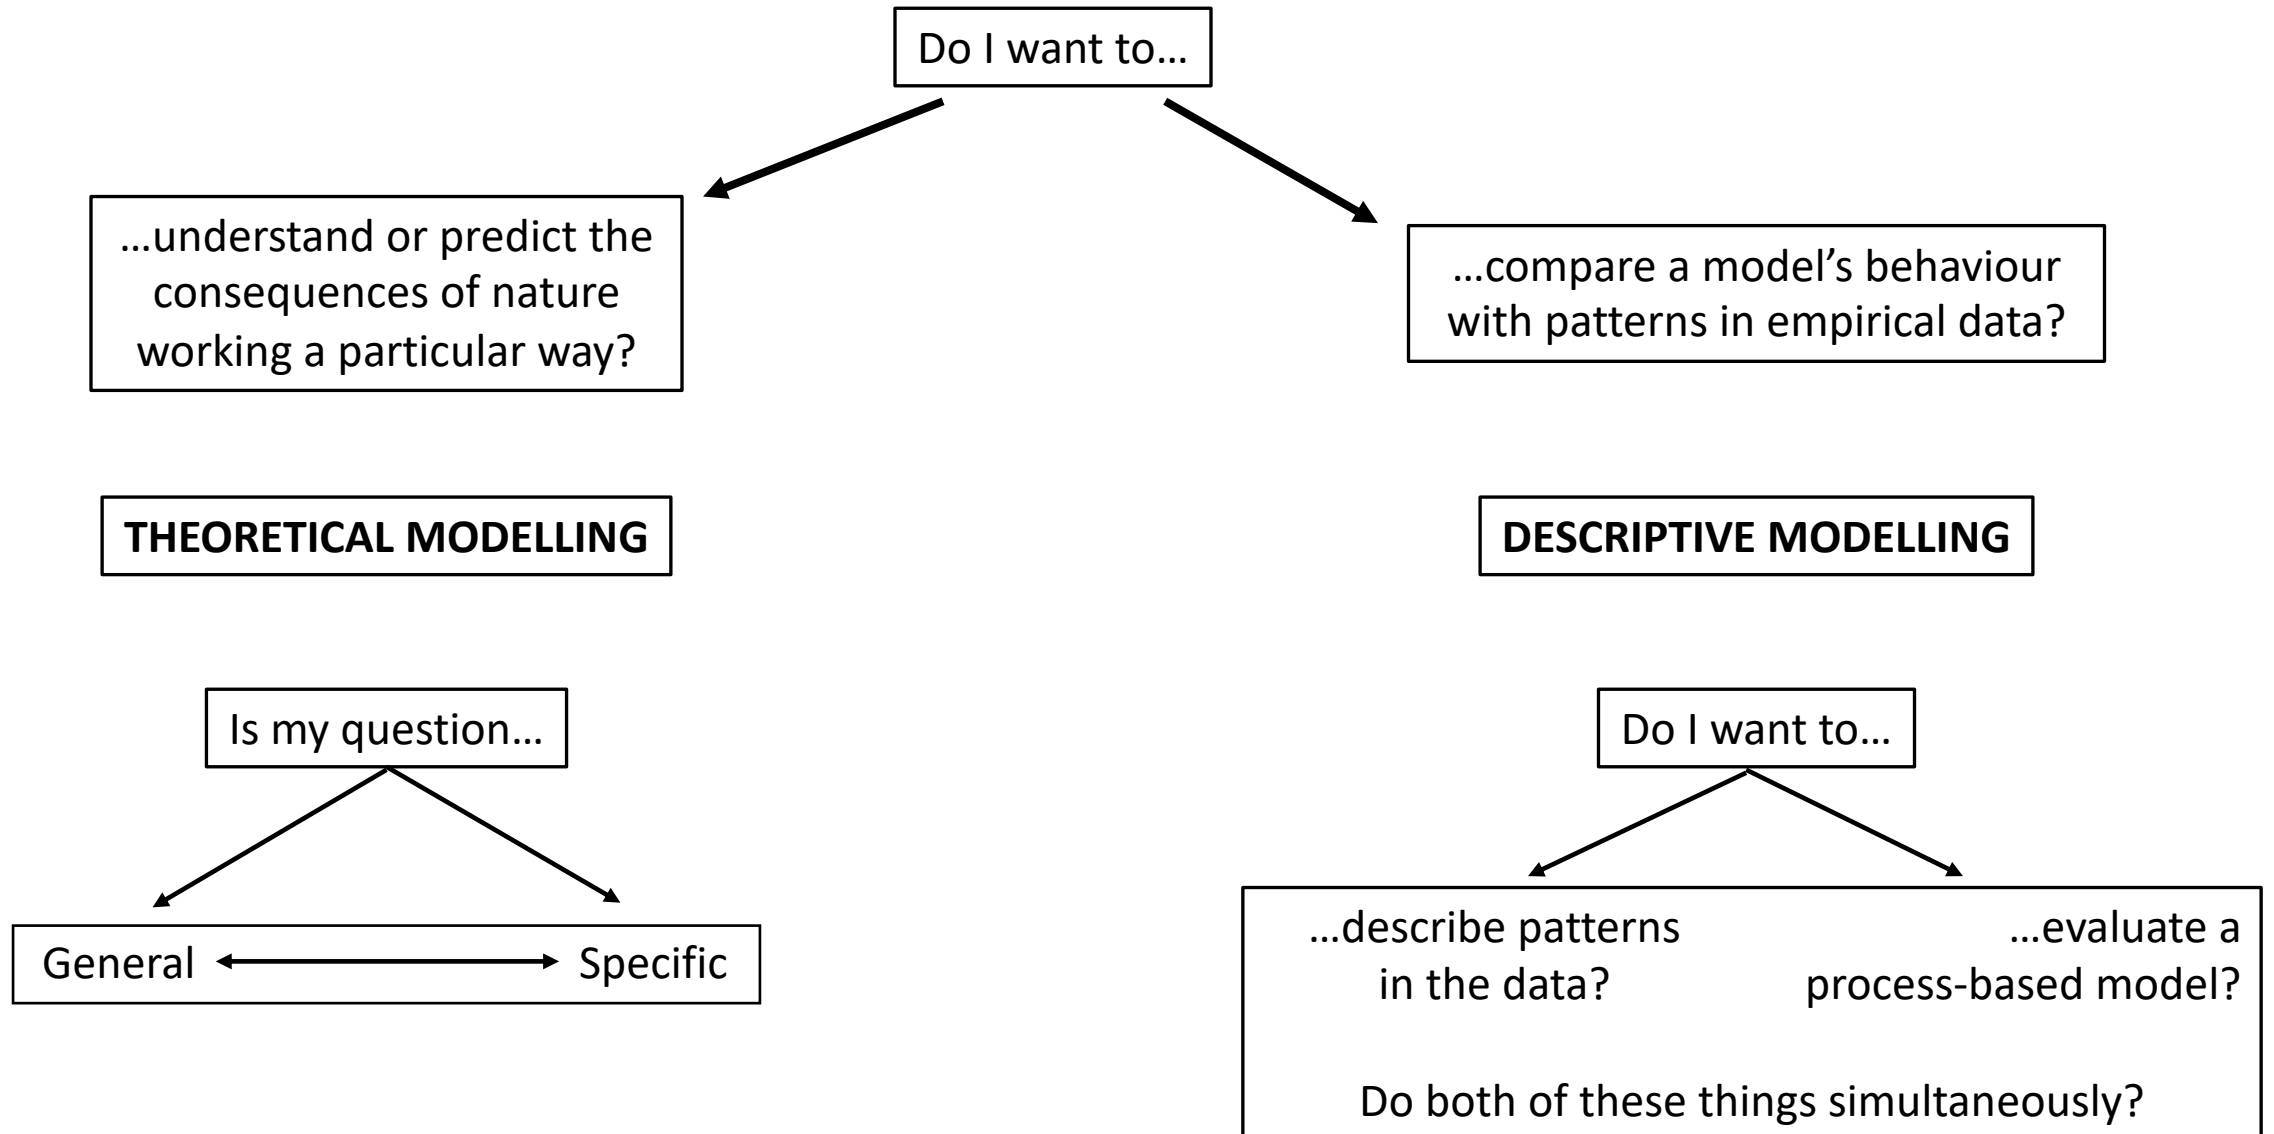 Do I want to…
…understand or predict the
consequences of nature
working a particular way?
…compare a model’s behaviour
with patterns in empirical data?
THEORETICAL MODELLING
DESCRIPTIVE MODELLING
Is my question…
Do I want to…
General
Specific
…describe patterns
in the data?
…evaluate a
process-based model?
Do both of these things simultaneously?